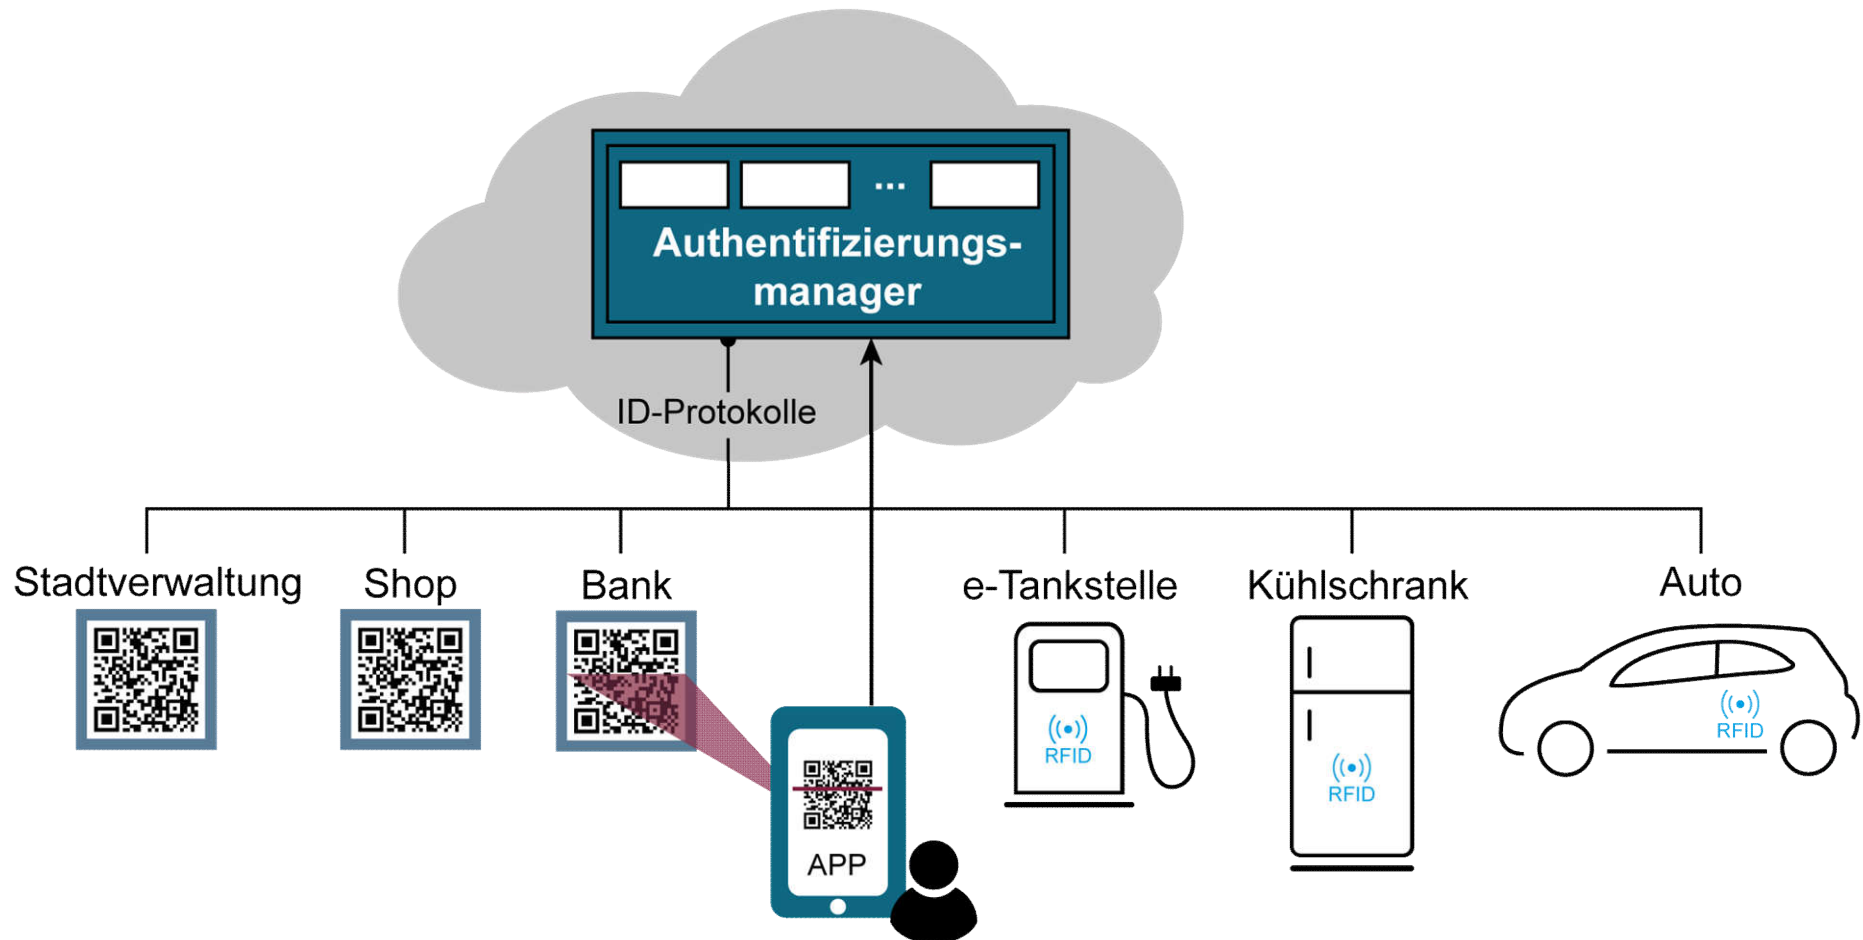 ...
Authentifizierungs-
manager
ID-Protokolle
Stadtverwaltung
Shop
Bank
e-Tankstelle
Kühlschrank
Auto
RFID
RFID
RFID
APP